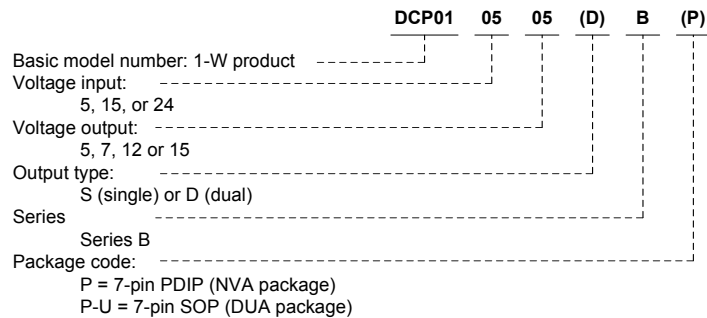 DCP01 05 05 (D) B (P)
Basic model number: 1-W product
Voltage input:
5, 15, or 24
Voltage output:
5, 7, 12 or 15
Output type:
S (single) or D (dual)
Series
Series B
Package code:
P = 7-pin PDIP (NVA package)
P-U = 7-pin SOP (DUA package)